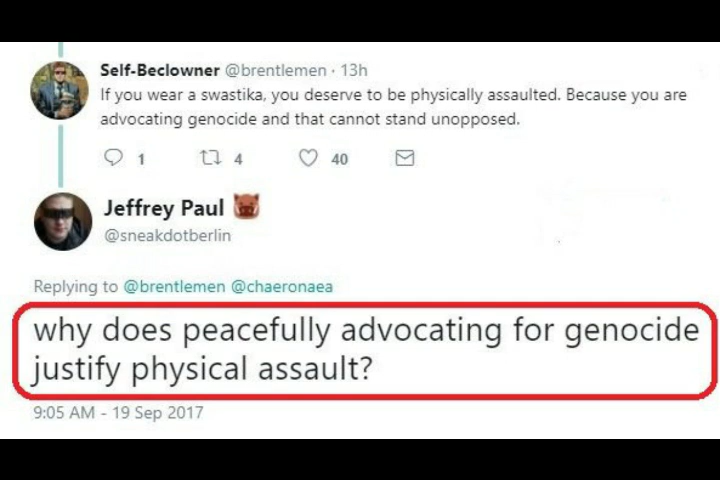 Self-Beclowner @brentlemen · 13h
If you wear a swastika, you deserve to be physically assaulted. Because you are
advocating genocide and that cannot stand unopposed.
1 4 40
Jeffrey Paul
@sneakdotberlin
Replying to @brentlemen @chaeronaea
why does peacefully advocating for genocide
justify physical assault?
9:05 AM - 19 Sep 2017